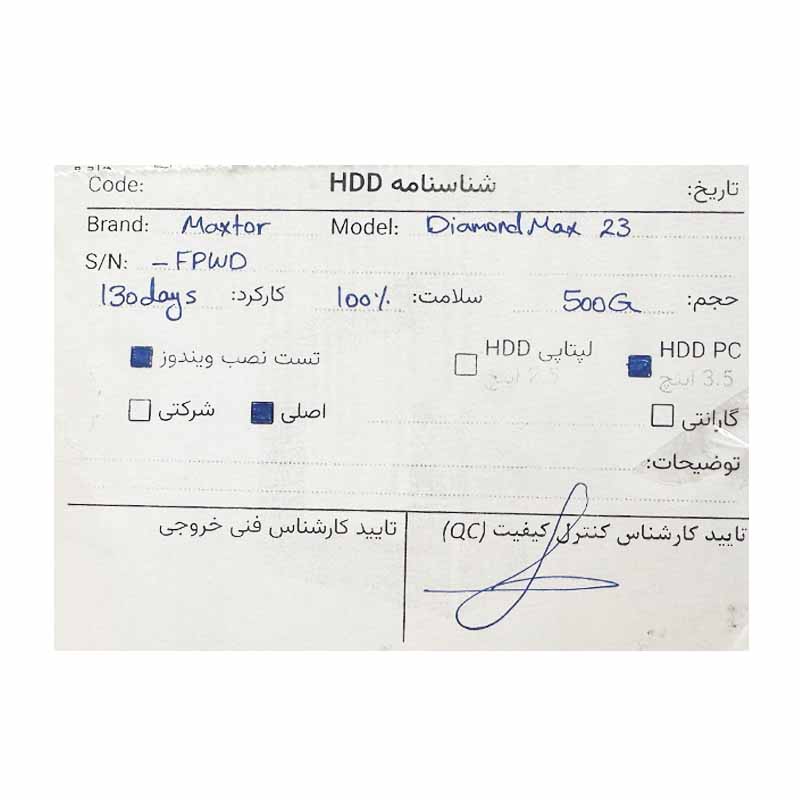 Code: شناسنامه HDD تاریخ:
Brand: Maxtor Model: Diamond Max 23
S/N: -FPWD
حجم: 500G سلامت: 100% کارکرد: 130days
HDD PC HDD لپتاپی تست نصب ویندوز
3.5 اینچ 2.5 اینچ
گارانتی اصلی شرکتی
توضیحات:
تایید کارشناس کنترل کیفیت (QC) تایید کارشناس فنی خروجی